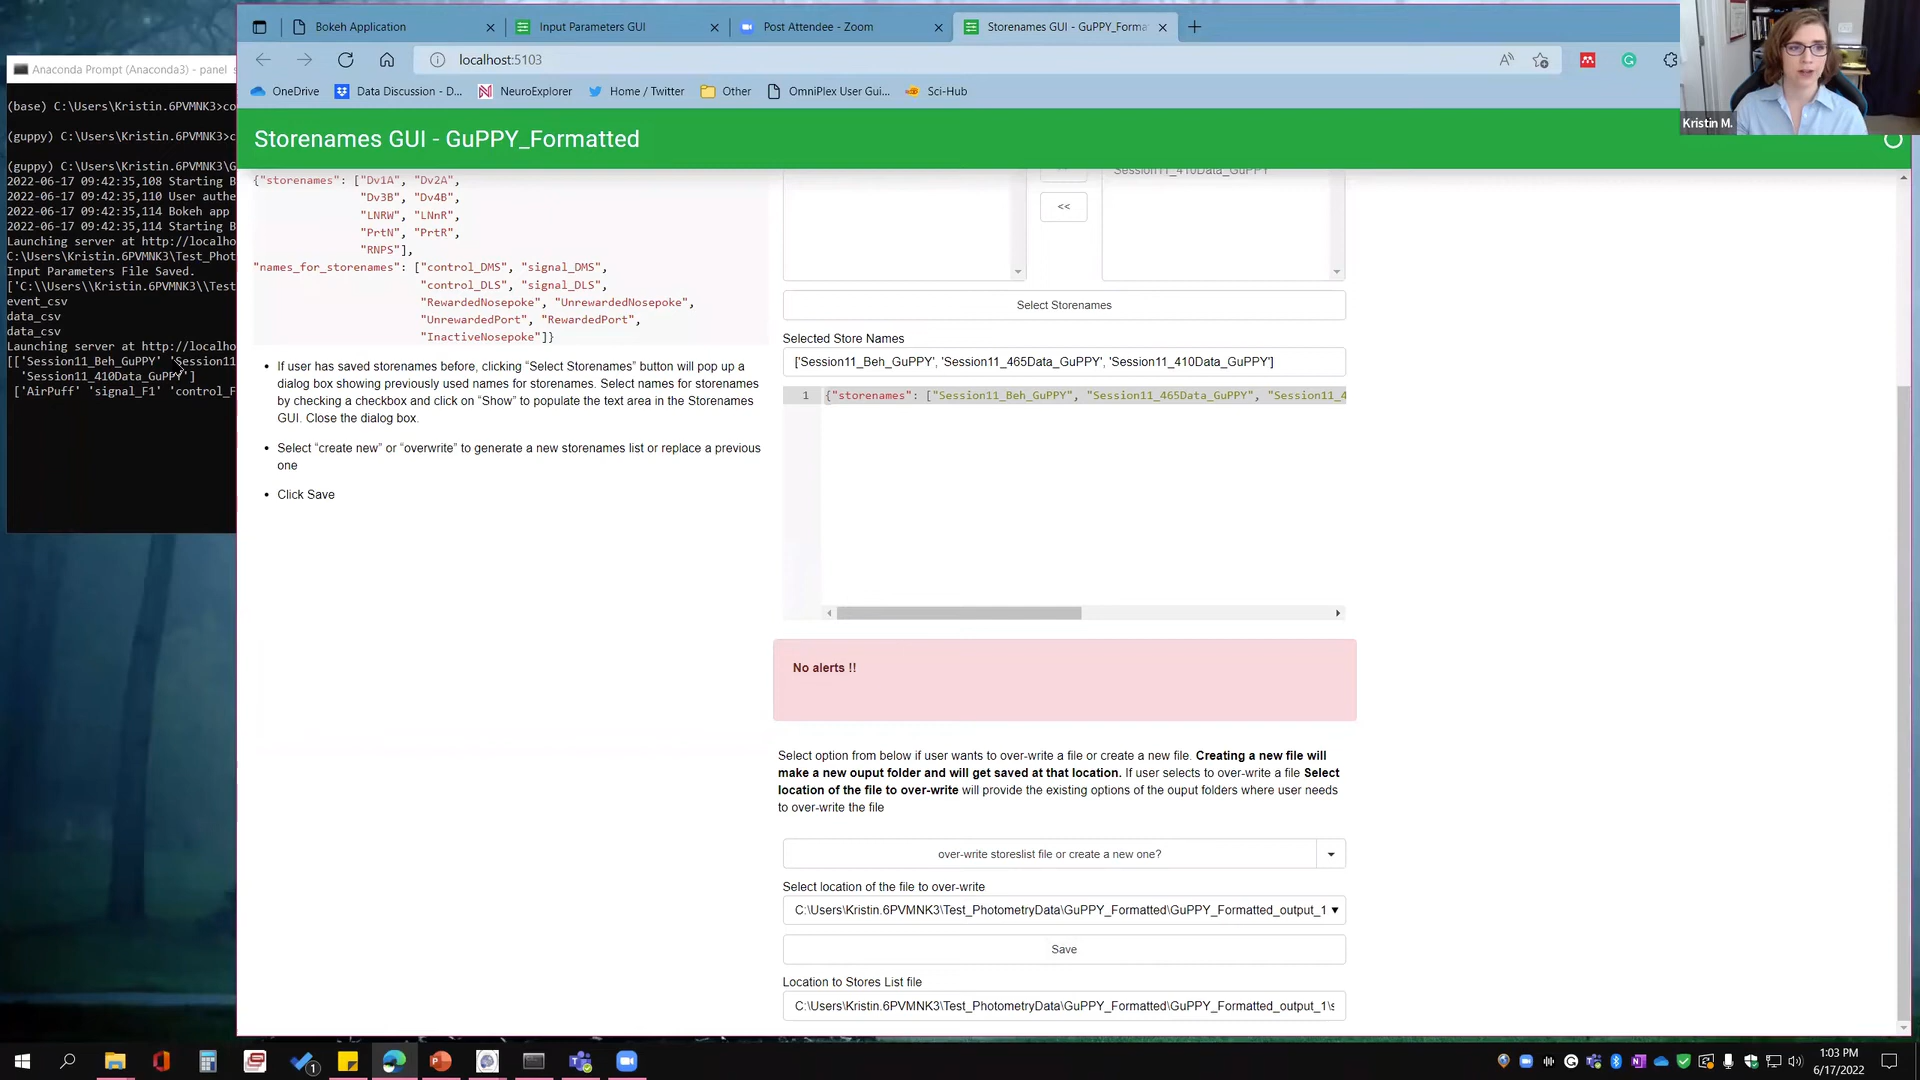 Bokeh Application
Input Parameters GUI
Post Attendee - Zoom
Storenames GUI - GuPPY_Forma
localhost:5103
OneDrive
Data Discussion - D...
NeuroExplorer
Home / Twitter
Other
OmniPlex User Gui...
Sci-Hub
Kristin M.
Anaconda Prompt (Anaconda3) - panel s
(base) C:\Users\Kristin.6PVMNK3>co
(guppy) C:\Users\Kristin.6PVMNK3>c
(guppy) C:\Users\Kristin.6PVMNK3\G
2022-06-17 09:42:35,108 Starting B
2022-06-17 09:42:35,110 User authe
2022-06-17 09:42:35,114 Bokeh app
2022-06-17 09:42:35,114 Starting B
Launching server at http://localho
C:\Users\Kristin.6PVMNK3\Test_Phot
Input Parameters File Saved.
['C:\\Users\\Kristin.6PVMNK3\\Test
event_csv
data_csv
data_csv
Launching server at http://localho
[['Session11_Beh_GuPPY' 'Session11
'Session11_410Data_GuPPY']
['AirPuff' 'signal_F1' 'control_F
Storenames GUI - GuPPY_Formatted
{"storenames": ["Dv1A", "Dv2A",
"Dv3B", "Dv4B",
"LNRW", "LNnR",
"PrtN", "PrtR",
"RNPS"],
"names_for_storenames": ["control_DMS", "signal_DMS",
"control_DLS", "signal_DLS",
"RewardedNosepoke", "UnrewardedNosepoke",
"UnrewardedPort", "RewardedPort",
"InactiveNosepoke"]}
• If user has saved storenames before, clicking “Select Storenames” button will pop up a
dialog box showing previously used names for storenames. Select names for storenames
by checking a checkbox and click on “Show” to populate the text area in the Storenames
GUI. Close the dialog box.
• Select “create new” or “overwrite” to generate a new storenames list or replace a previous
one
• Click Save
Session11_410Data_GuPPY
<<
Select Storenames
Selected Store Names
['Session11_Beh_GuPPY', 'Session11_465Data_GuPPY', 'Session11_410Data_GuPPY']
1 {"storenames": ["Session11_Beh_GuPPY", "Session11_465Data_GuPPY", "Session11_4
No alerts !!
Select option from below if user wants to over-write a file or create a new file. Creating a new file will
make a new ouput folder and will get saved at that location. If user selects to over-write a file Select
location of the file to over-write will provide the existing options of the ouput folders where user needs
to over-write the file
over-write storeslist file or create a new one?
Select location of the file to over-write
C:\Users\Kristin.6PVMNK3\Test_PhotometryData\GuPPY_Formatted\GuPPY_Formatted_output_1
Save
Location to Stores List file
C:\Users\Kristin.6PVMNK3\Test_PhotometryData\GuPPY_Formatted\GuPPY_Formatted_output_1\s
1
1:03 PM
6/17/2022